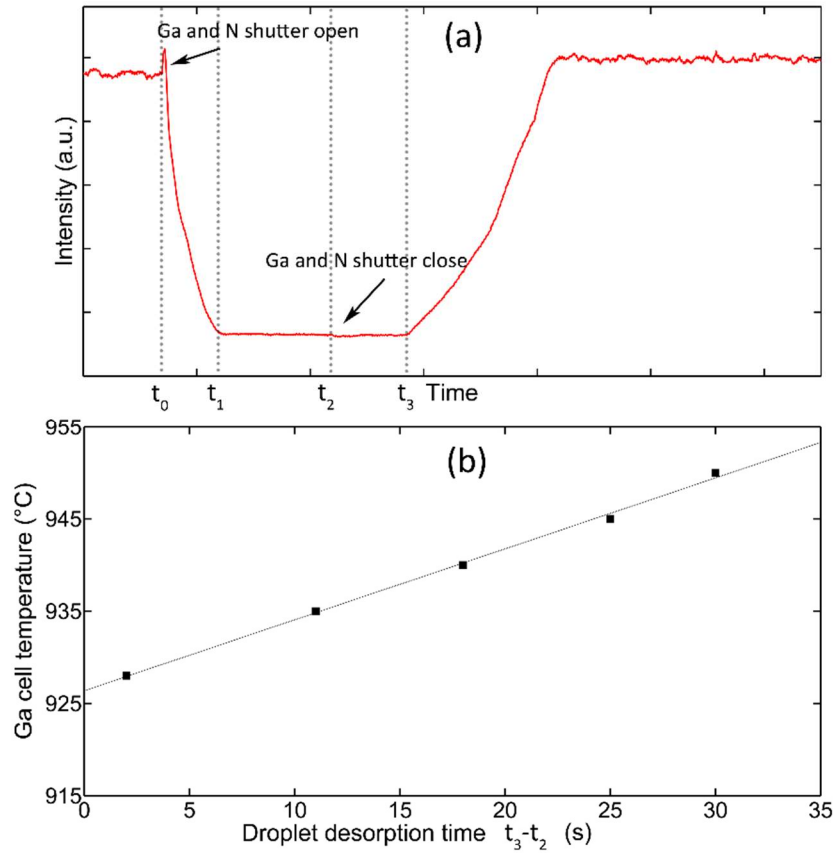 (a)
Ga and N shutter open
Intensity (a.u.)
Ga and N shutter close
t0 t1 t2 t3 Time
(b)
955
945
935
925
915
Ga cell temperature (°C)
0 5 10 15 20 25 30 35
Droplet desorption time t3-t2 (s)